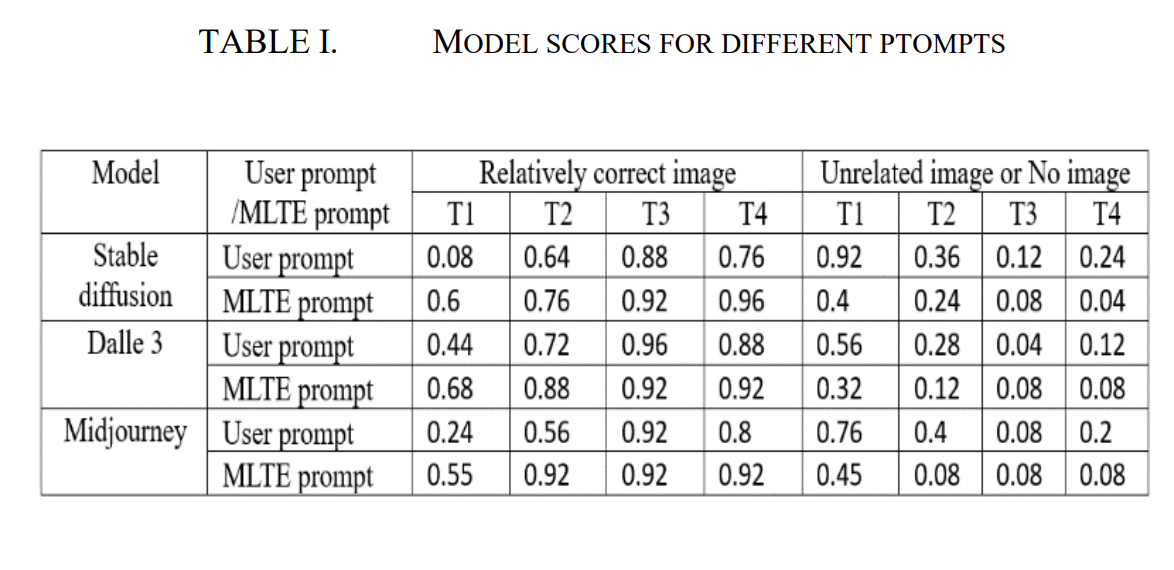 TABLE I. MODEL SCORES FOR DIFFERENT PTOMPTS
Model User prompt Relatively correct image Unrelated image or No image
/MLTE prompt T1 T2 T3 T4 T1 T2 T3 T4
Stable User prompt 0.08 0.64 0.88 0.76 0.92 0.36 0.12 0.24
diffusion MLTE prompt 0.6 0.76 0.92 0.96 0.4 0.24 0.08 0.04
Dalle 3 User prompt 0.44 0.72 0.96 0.88 0.56 0.28 0.04 0.12
MLTE prompt 0.68 0.88 0.92 0.92 0.32 0.12 0.08 0.08
Midjourney User prompt 0.24 0.56 0.92 0.8 0.76 0.4 0.08 0.2
MLTE prompt 0.55 0.92 0.92 0.92 0.45 0.08 0.08 0.08